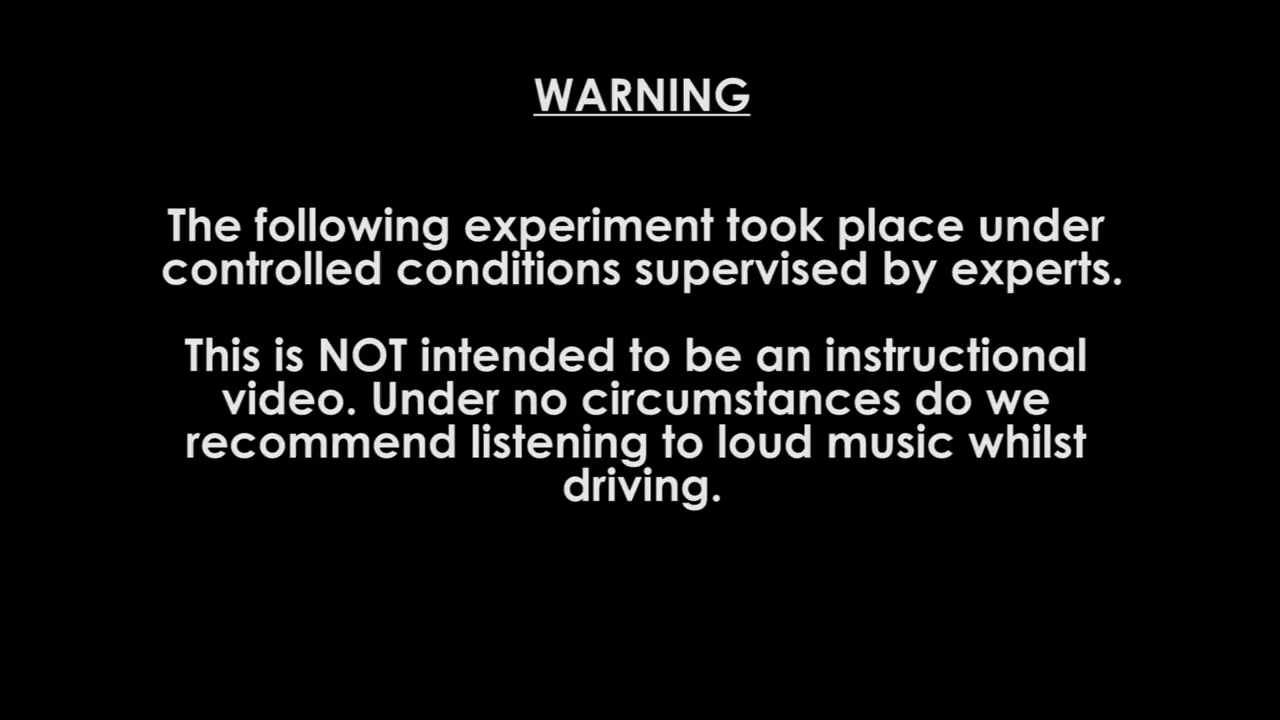 WARNING
The following experiment took place under
controlled conditions supervised by experts.
This is NOT intended to be an instructional
video. Under no circumstances do we
recommend listening to loud music whilst
driving.